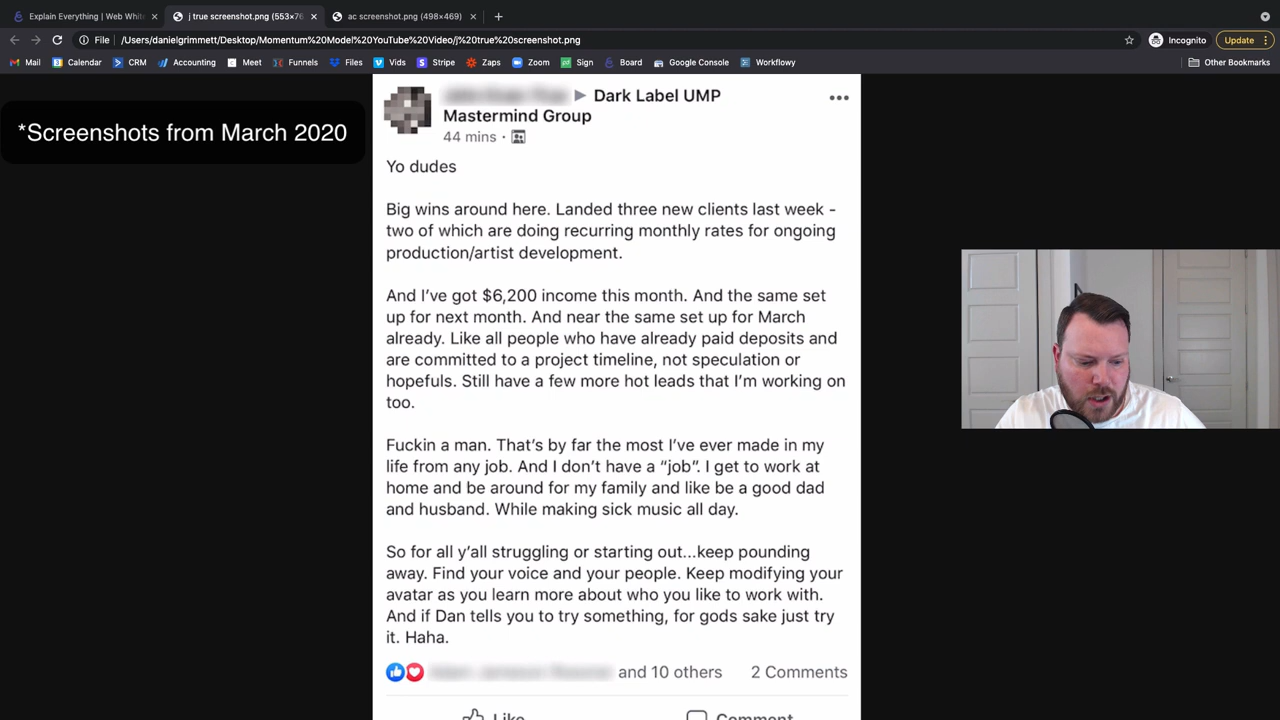 Explain Everything | Web White
j true screenshot.png (553×76
ac screenshot.png (498×469)
File
/Users/danielgrimmett/Desktop/Momentum%20Model%20YouTube%20Video/j%20true%20screenshot.png
Incognito
Update
Mail
Calendar
CRM
Accounting
Meet
Funnels
Files
Vids
Stripe
Zaps
Zoom
Sign
Board
Google Console
Workflowy
Other Bookmarks
*Screenshots from March 2020
Dark Label UMP
Mastermind Group
44 mins ·
Yo dudes
Big wins around here. Landed three new clients last week -
two of which are doing recurring monthly rates for ongoing
production/artist development.
And I've got $6,200 income this month. And the same set
up for next month. And near the same set up for March
already. Like all people who have already paid deposits and
are committed to a project timeline, not speculation or
hopefuls. Still have a few more hot leads that I'm working on
too.
Fuckin a man. That's by far the most I've ever made in my
life from any job. And I don't have a “job”. I get to work at
home and be around for my family and like be a good dad
and husband. While making sick music all day.
So for all y'all struggling or starting out...keep pounding
away. Find your voice and your people. Keep modifying your
avatar as you learn more about who you like to work with.
And if Dan tells you to try something, for gods sake just try
it. Haha.
and 10 others
2 Comments
Like
Comment